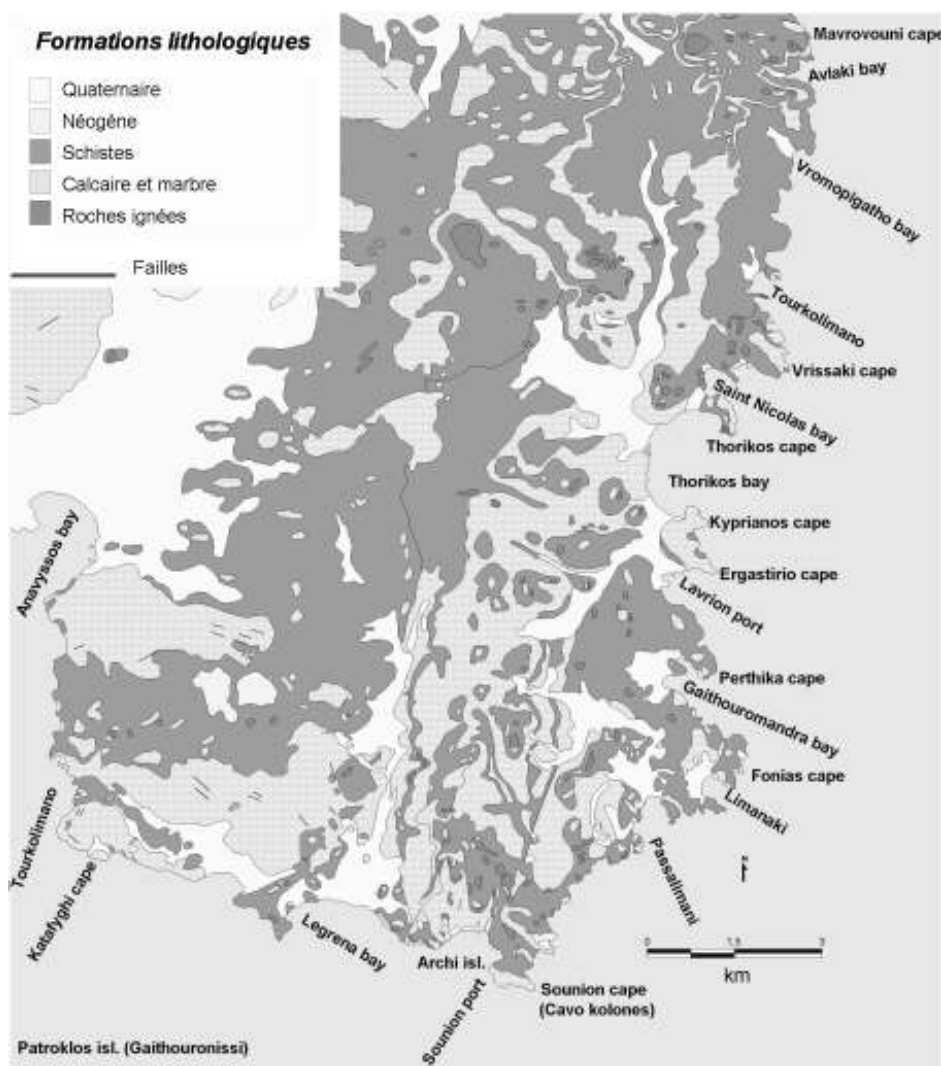 Formations lithologiques
Quaternaire
Néogène
Schistes
Calcaire et marbre
Roches ignées
Failles
Mavrovouni cape
Avlaki bay
Vromopigatho bay
Tourkolimano
Vrissaki cape
Saint Nicolas bay
Thorikos cape
Thorikos bay
Kyprianos cape
Ergastirio cape
Lavrion port
Perthika cape
Gaithouromandra bay
Fonias cape
Limanaki
Passalimani
Anavyssos bay
Tourkolimano
Katafyghi cape
Legrena bay
Archi isl.
Sounion port
Sounion cape
(Cavo kolones)
Patroklos isl. (Gaithouronissi)
km